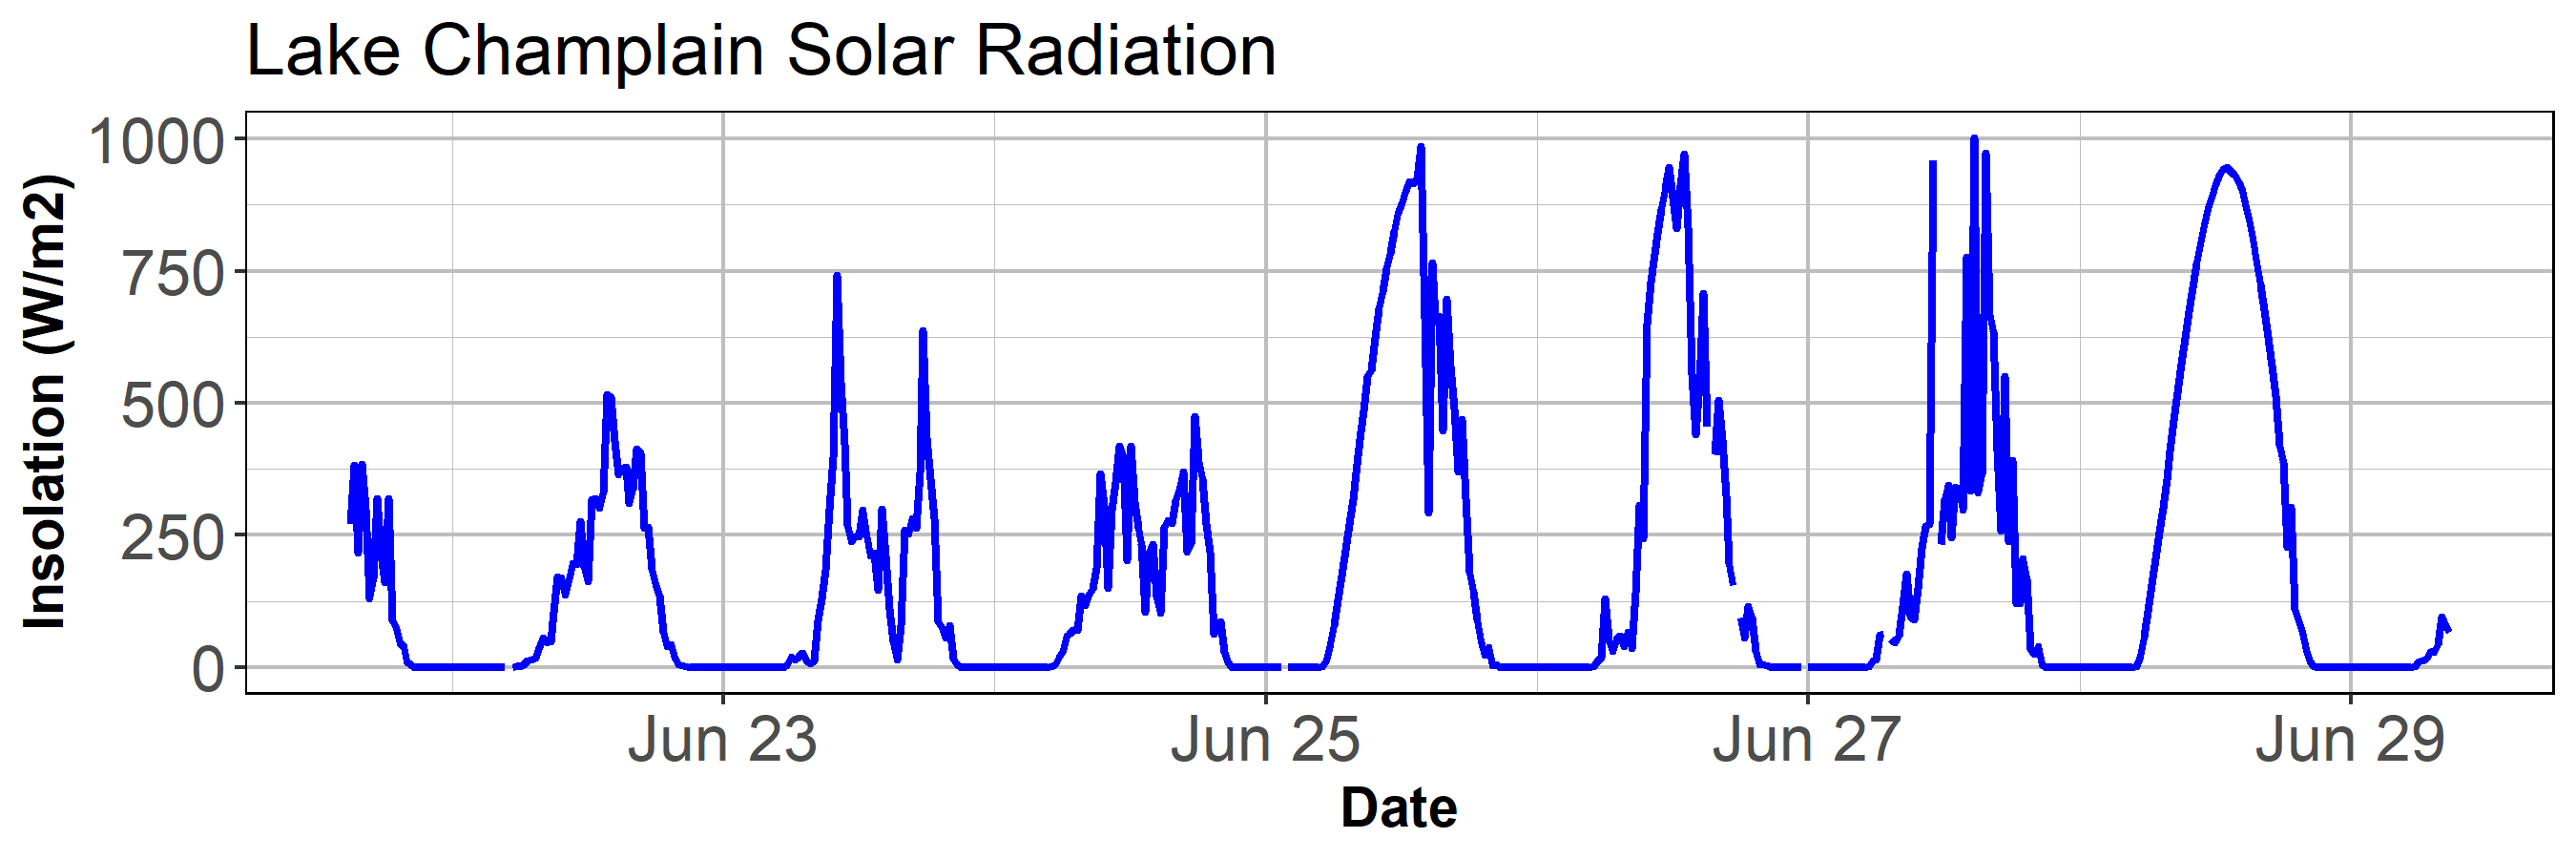 Lake Champlain Solar Radiation
Insolation (W/m2)
1000
750
500
250
0
Jun 23 Jun 25 Jun 27 Jun 29
Date